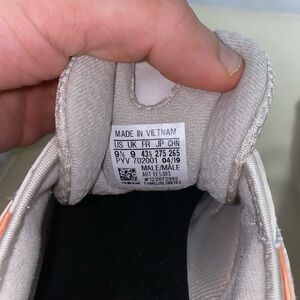 MADE IN VIETNAM
US UK FR JP CHN
9½ 9 43⅓ 275 265
PYV 702001 04/19
MALE/MALE